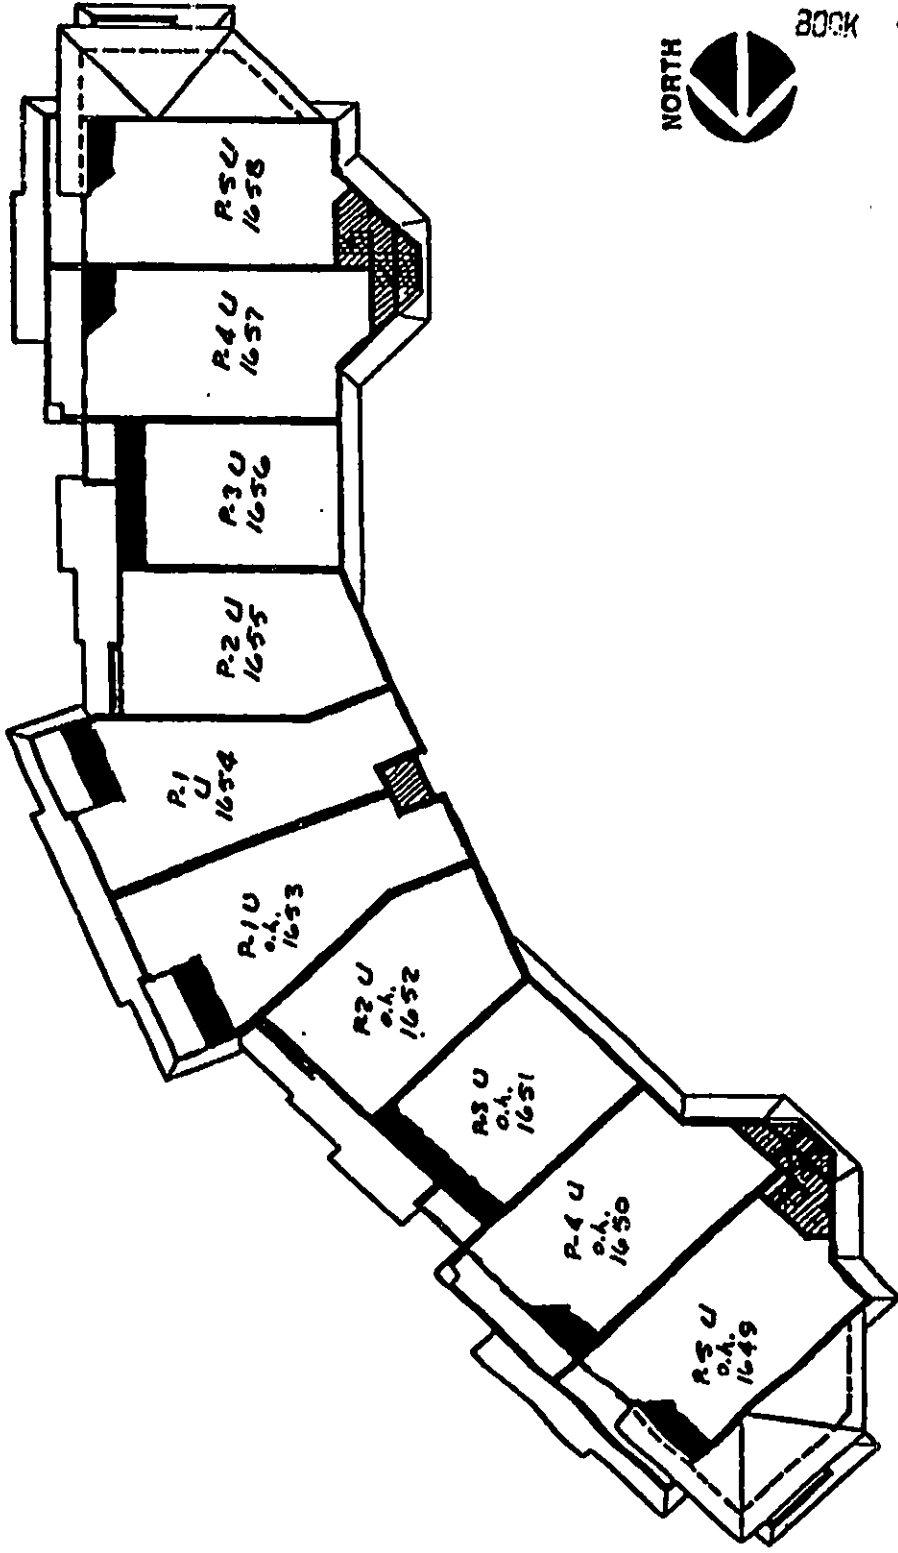 BOOK
NORTH
P-5 U
1658
P-4 U
1657
P-3 U
1656
P-2 U
1655
P-1
U
1654
P-1 U
o.h.
1653
P-2 U
o.h.
1652
P-3 U
o.h.
1651
P-4 U
o.h.
1650
P-5 U
o.h.
1649